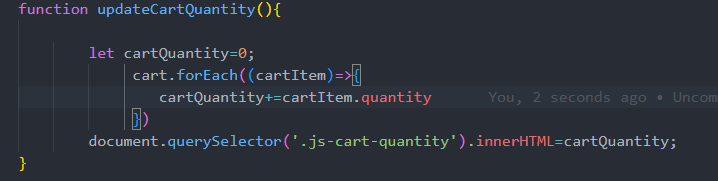 function updateCartQuantity(){
let cartQuantity=0;
cart.forEach((cartItem)=>{
cartQuantity+=cartItem.quantity You, 2 seconds ago • Uncom
})
document.querySelector('.js-cart-quantity').innerHTML=cartQuantity;
}